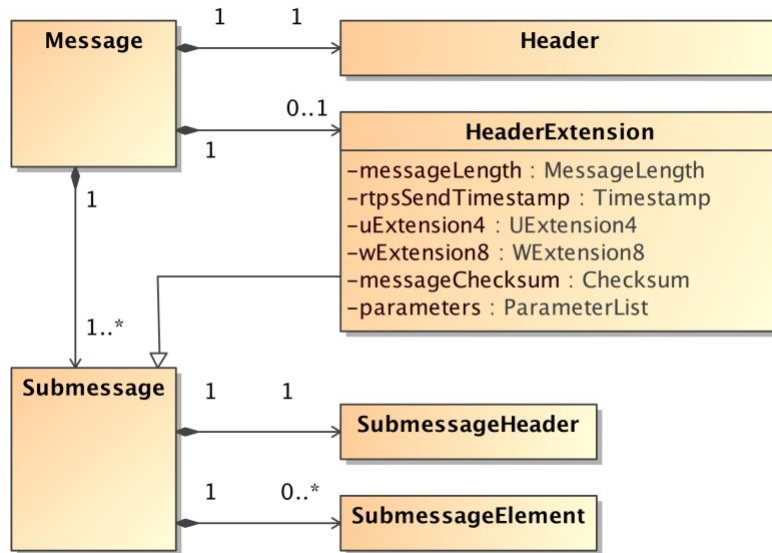 Message
1
1
Header
0..1
1
HeaderExtension
-messageLength : MessageLength
-rtpsSendTimestamp : Timestamp
-uExtension4 : UExtension4
-wExtension8 : WExtension8
-messageChecksum : Checksum
-parameters : ParameterList
1
1..*
Submessage
1
1
SubmessageHeader
1
0..*
SubmessageElement